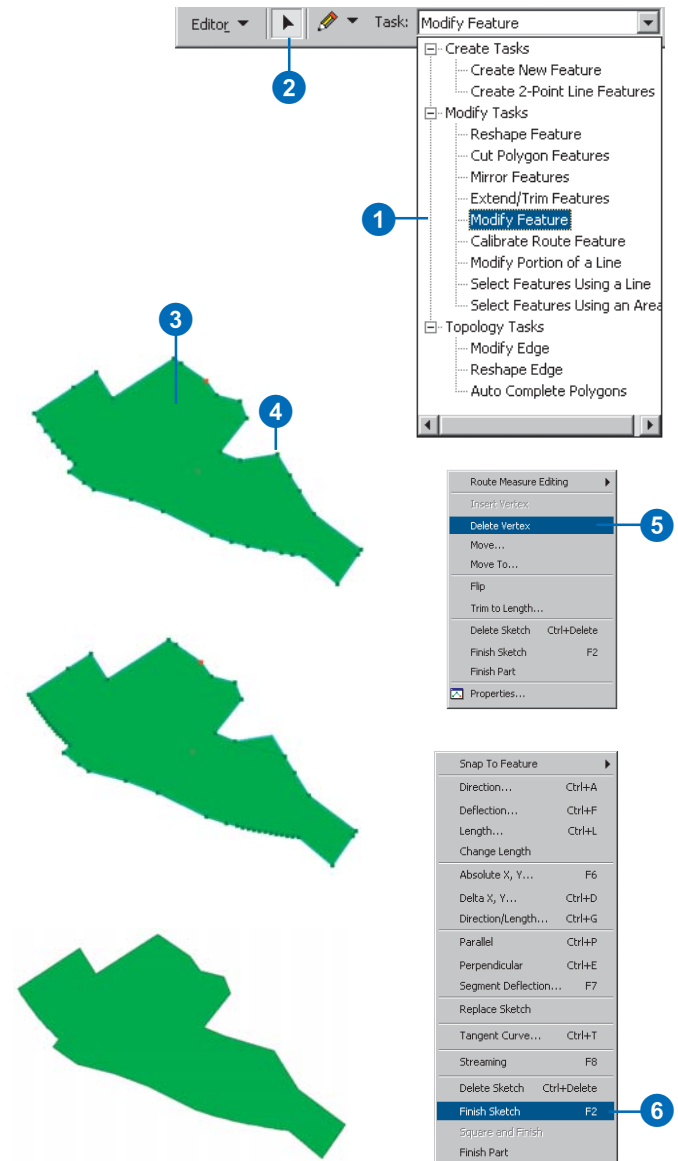 Editor Task: Modify Feature
2
Create Tasks
Create New Feature
Create 2-Point Line Features
Modify Tasks
Reshape Feature
Cut Polygon Features
Mirror Features
Extend/Trim Features
1
Modify Feature
Calibrate Route Feature
Modify Portion of a Line
Select Features Using a Line
Select Features Using an Area
Topology Tasks
Modify Edge
Reshape Edge
Auto Complete Polygons
3
4
Route Measure Editing
Insert Vertex
Delete Vertex
5
Move...
Move To...
Flip
Trim to Length...
Delete Sketch Ctrl+Delete
Finish Sketch F2
Finish Part
Properties...
Snap To Feature
Direction... Ctrl+A
Deflection... Ctrl+F
Length... Ctrl+L
Change Length
Absolute X, Y... F6
Delta X, Y... Ctrl+D
Direction/Length... Ctrl+G
Parallel Ctrl+P
Perpendicular Ctrl+E
Segment Deflection... F7
Replace Sketch
Tangent Curve... Ctrl+T
Streaming F8
Delete Sketch Ctrl+Delete
Finish Sketch F2
6
Square and Finish
Finish Part